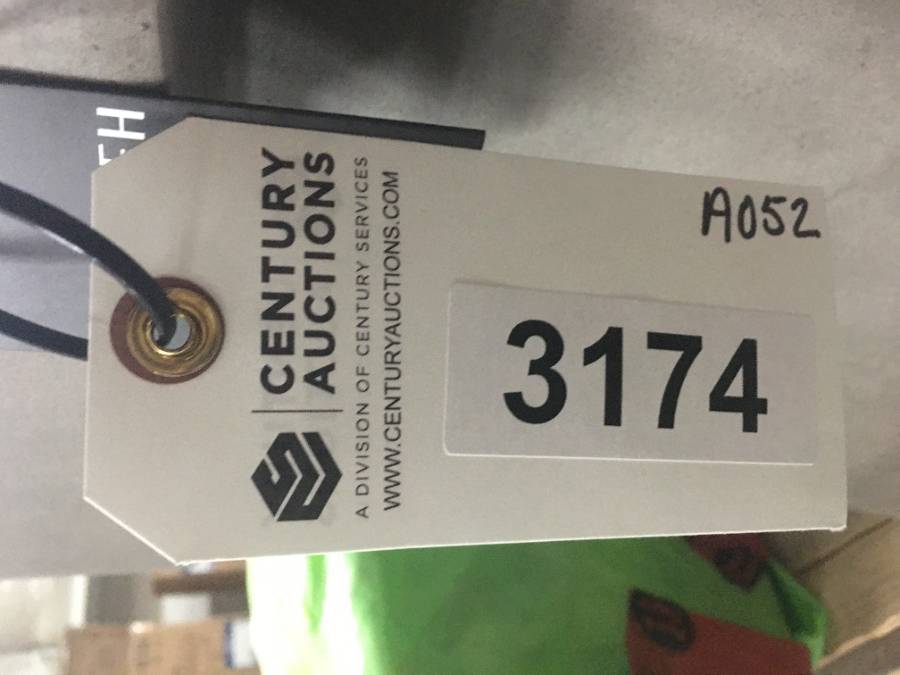 CENTURY
AUCTIONS
A DIVISION OF CENTURY SERVICES
WWW.CENTURYAUCTIONS.COM
A052
3174